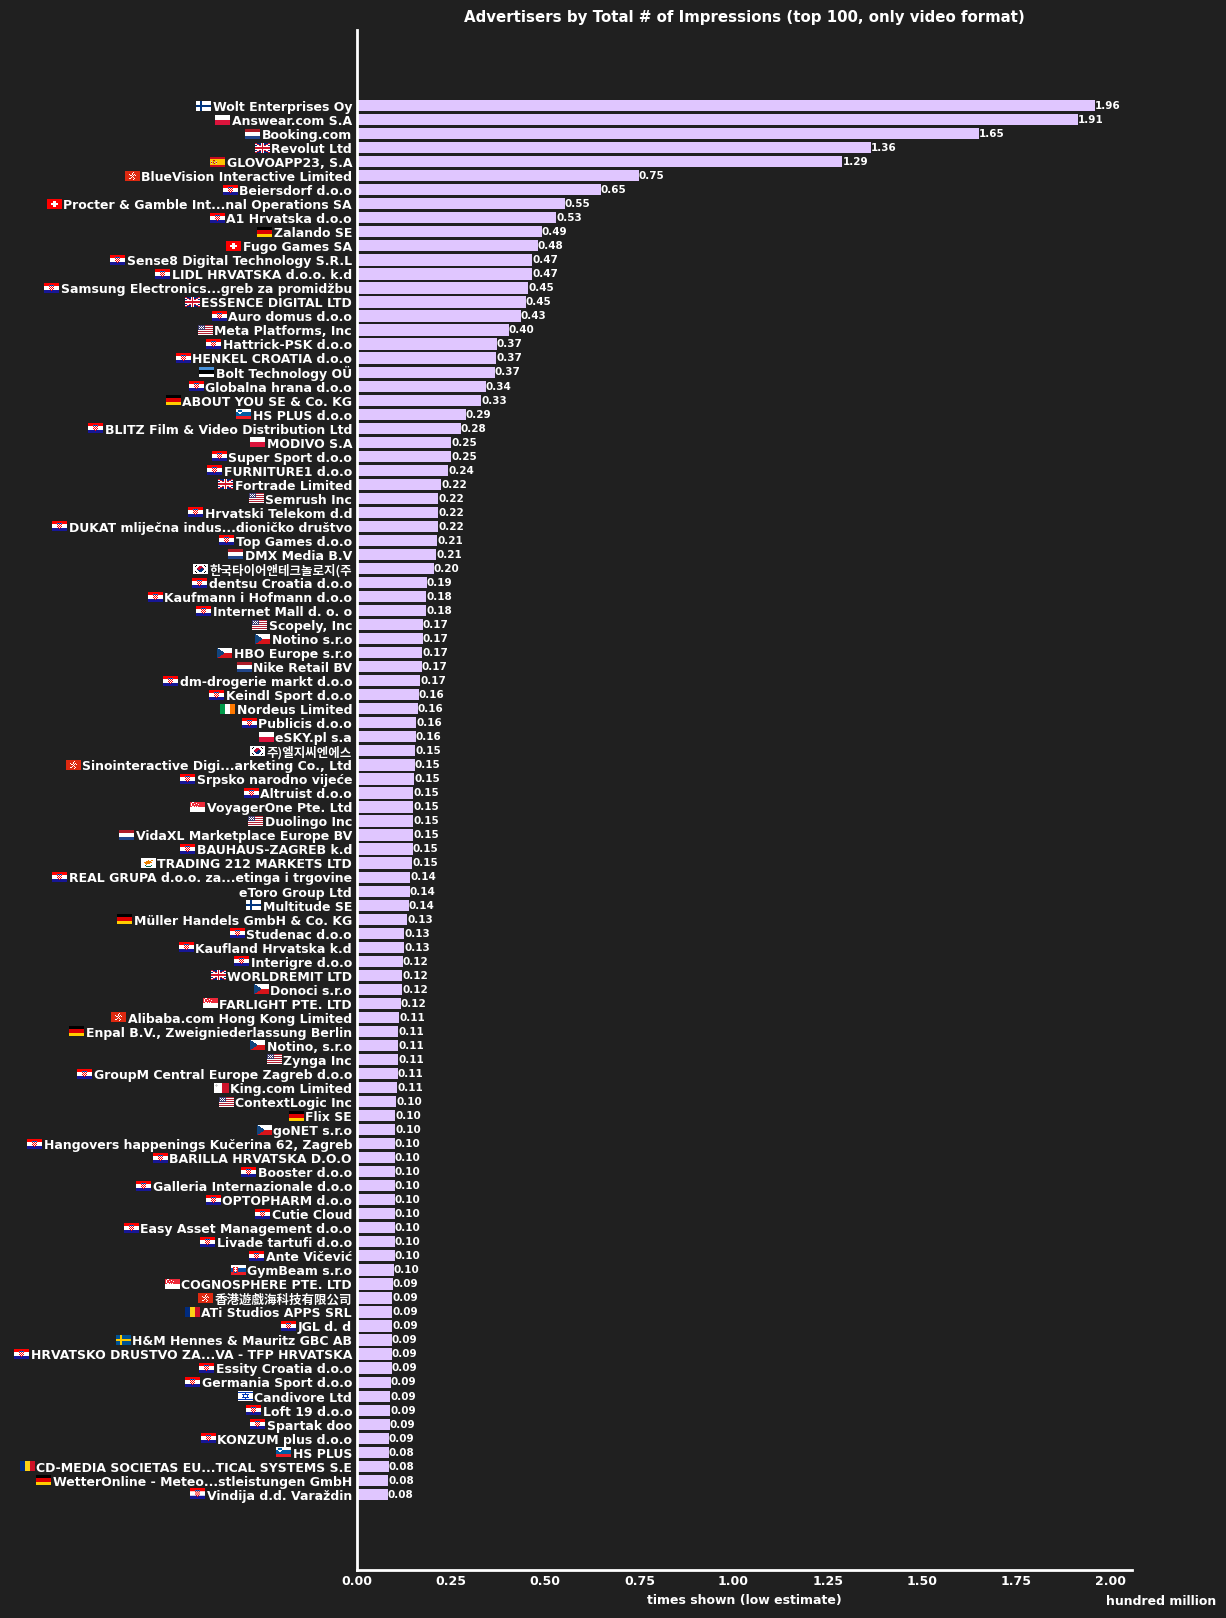 Advertisers by Total # of Impressions (top 100, only video format)
Wolt Enterprises Oy 1.96
Answear.com S.A 1.91
Booking.com 1.65
Revolut Ltd 1.36
GLOVOAPP23, S.A 1.29
BlueVision Interactive Limited 0.75
Beiersdorf d.o.o 0.65
Procter & Gamble Int...nal Operations SA 0.55
A1 Hrvatska d.o.o 0.53
Zalando SE 0.49
Fugo Games SA 0.48
Sense8 Digital Technology S.R.L 0.47
LIDL HRVATSKA d.o.o. k.d 0.47
Samsung Electronics...greb za promidžbu 0.45
ESSENCE DIGITAL LTD 0.45
Auro domus d.o.o 0.43
Meta Platforms, Inc 0.40
Hattrick-PSK d.o.o 0.37
HENKEL CROATIA d.o.o 0.37
Bolt Technology OÜ 0.37
Globalna hrana d.o.o 0.34
ABOUT YOU SE & Co. KG 0.33
HS PLUS d.o.o 0.29
BLITZ Film & Video Distribution Ltd 0.28
MODIVO S.A 0.25
Super Sport d.o.o 0.25
FURNITURE1 d.o.o 0.24
Fortrade Limited 0.22
Semrush Inc 0.22
Hrvatski Telekom d.d 0.22
DUKAT mliječna indus...dioničko društvo 0.22
Top Games d.o.o 0.21
DMX Media B.V 0.21
한국타이어앤테크놀로지(주 0.20
dentsu Croatia d.o.o 0.19
Kaufmann i Hofmann d.o.o 0.18
Internet Mall d. o. o 0.18
Scopely, Inc 0.17
Notino s.r.o 0.17
HBO Europe s.r.o 0.17
Nike Retail BV 0.17
dm-drogerie markt d.o.o 0.17
Keindl Sport d.o.o 0.16
Nordeus Limited 0.16
Publicis d.o.o 0.16
eSKY.pl s.a 0.16
주)엘지씨엔에스 0.15
Sinointeractive Digi...arketing Co., Ltd 0.15
Srpsko narodno vijeće 0.15
Altruist d.o.o 0.15
VoyagerOne Pte. Ltd 0.15
Duolingo Inc 0.15
VidaXL Marketplace Europe BV 0.15
BAUHAUS-ZAGREB k.d 0.15
TRADING 212 MARKETS LTD 0.15
REAL GRUPA d.o.o. za...etinga i trgovine 0.14
eToro Group Ltd 0.14
Multitude SE 0.14
Müller Handels GmbH & Co. KG 0.13
Studenac d.o.o 0.13
Kaufland Hrvatska k.d 0.13
Interigre d.o.o 0.12
WORLDREMIT LTD 0.12
Donoci s.r.o 0.12
FARLIGHT PTE. LTD 0.12
Alibaba.com Hong Kong Limited 0.11
Enpal B.V., Zweigniederlassung Berlin 0.11
Notino, s.r.o 0.11
Zynga Inc 0.11
GroupM Central Europe Zagreb d.o.o 0.11
King.com Limited 0.11
ContextLogic Inc 0.10
Flix SE 0.10
goNET s.r.o 0.10
Hangovers happenings Kučerina 62, Zagreb 0.10
BARILLA HRVATSKA D.O.O 0.10
Booster d.o.o 0.10
Galleria Internazionale d.o.o 0.10
OPTOPHARM d.o.o 0.10
Cutie Cloud 0.10
Easy Asset Management d.o.o 0.10
Livade tartufi d.o.o 0.10
Ante Vičević 0.10
GymBeam s.r.o 0.10
COGNOSPHERE PTE. LTD 0.09
香港遊戲海科技有限公司 0.09
ATi Studios APPS SRL 0.09
JGL d. d 0.09
H&M Hennes & Mauritz GBC AB 0.09
HRVATSKO DRUSTVO ZA...VA - TFP HRVATSKA 0.09
Essity Croatia d.o.o 0.09
Germania Sport d.o.o 0.09
Candivore Ltd 0.09
Loft 19 d.o.o 0.09
Spartak doo 0.09
KONZUM plus d.o.o 0.09
HS PLUS 0.08
CD-MEDIA SOCIETAS EU...TICAL SYSTEMS S.E 0.08
WetterOnline - Meteo...stleistungen GmbH 0.08
Vindija d.d. Varaždin 0.08
0.00 0.25 0.50 0.75 1.00 1.25 1.50 1.75 2.00
times shown (low estimate)
hundred million